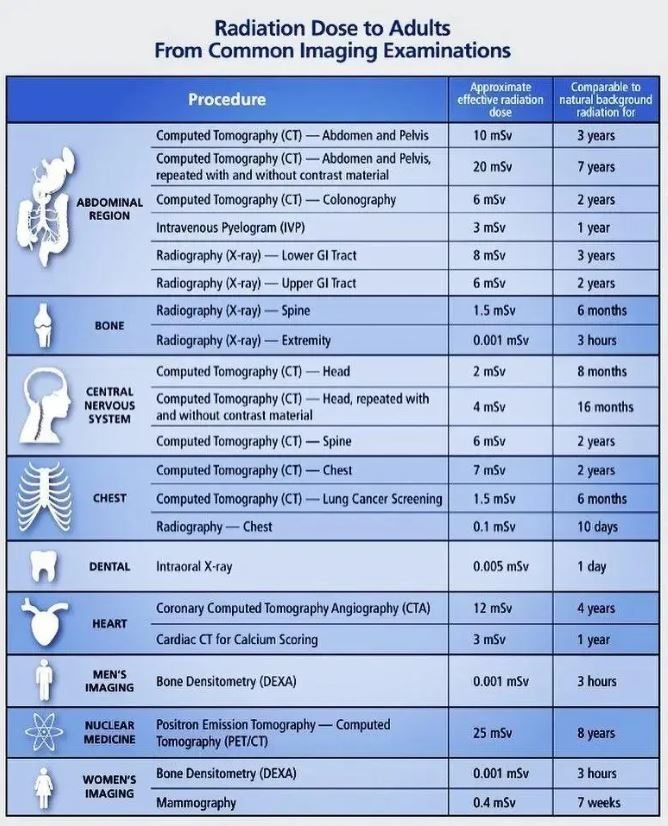 Radiation Dose to Adults
From Common Imaging Examinations
Procedure
Approximate
effective radiation
dose
Comparable to
natural background
radiation for
ABDOMINAL
REGION
Computed Tomography (CT) — Abdomen and Pelvis 10 mSv 3 years
Computed Tomography (CT) — Abdomen and Pelvis,
repeated with and without contrast material 20 mSv 7 years
Computed Tomography (CT) — Colonography 6 mSv 2 years
Intravenous Pyelogram (IVP) 3 mSv 1 year
Radiography (X-ray) — Lower GI Tract 8 mSv 3 years
Radiography (X-ray) — Upper GI Tract 6 mSv 2 years
BONE
Radiography (X-ray) — Spine 1.5 mSv 6 months
Radiography (X-ray) — Extremity 0.001 mSv 3 hours
CENTRAL
NERVOUS
SYSTEM
Computed Tomography (CT) — Head 2 mSv 8 months
Computed Tomography (CT) — Head, repeated with
and without contrast material 4 mSv 16 months
Computed Tomography (CT) — Spine 6 mSv 2 years
CHEST
Computed Tomography (CT) — Chest 7 mSv 2 years
Computed Tomography (CT) — Lung Cancer Screening 1.5 mSv 6 months
Radiography — Chest 0.1 mSv 10 days
DENTAL
Intraoral X-ray 0.005 mSv 1 day
HEART
Coronary Computed Tomography Angiography (CTA) 12 mSv 4 years
Cardiac CT for Calcium Scoring 3 mSv 1 year
MEN'S
IMAGING
Bone Densitometry (DEXA) 0.001 mSv 3 hours
NUCLEAR
MEDICINE
Positron Emission Tomography — Computed
Tomography (PET/CT) 25 mSv 8 years
WOMEN'S
IMAGING
Bone Densitometry (DEXA) 0.001 mSv 3 hours
Mammography 0.4 mSv 7 weeks